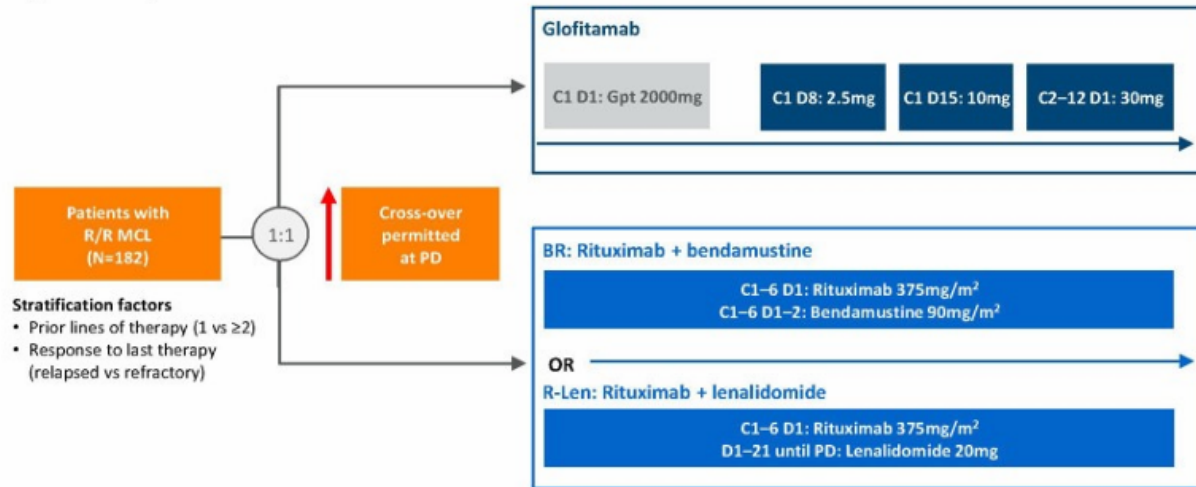 Glofitamab
C1 D1: Gpt 2000mg
C1 D8: 2.5mg
C1 D15: 10mg
C2–12 D1: 30mg
Patients with
R/R MCL
(N=182)
1:1
Cross-over
permitted
at PD
Stratification factors
• Prior lines of therapy (1 vs ≥2)
• Response to last therapy
(relapsed vs refractory)
BR: Rituximab + bendamustine
C1–6 D1: Rituximab 375mg/m²
C1–6 D1–2: Bendamustine 90mg/m²
OR
R-Len: Rituximab + lenalidomide
C1–6 D1: Rituximab 375mg/m²
D1–21 until PD: Lenalidomide 20mg